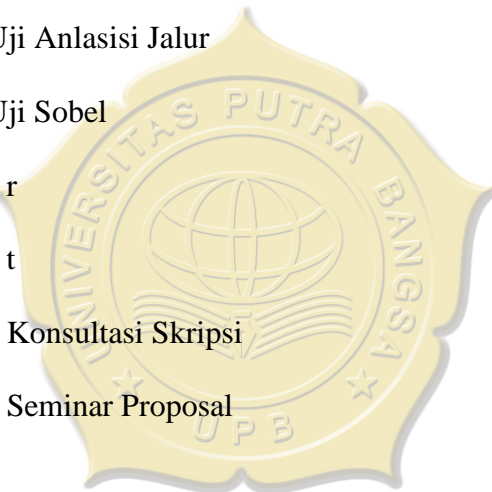 Uji Anlasisi Jalur
Uji Sobel
r
t
Konsultasi Skripsi
Seminar Proposal
UNIVERSITAS PUTRA BANGSA
UPB